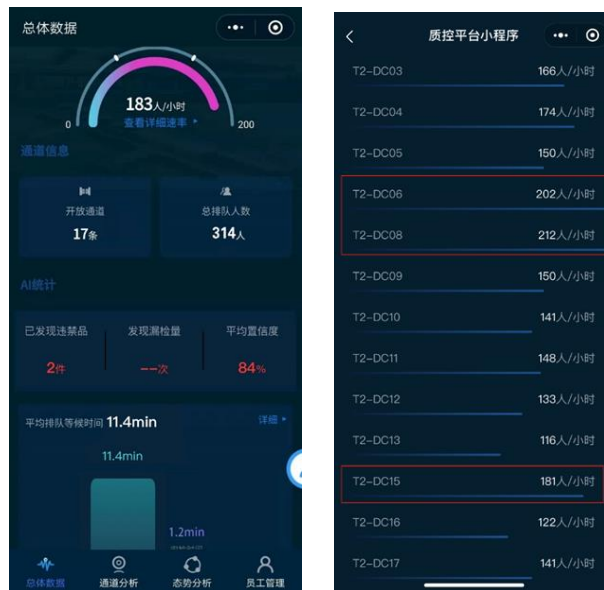 总体数据
183人/小时
查看详细速率
0
200
通道信息
开放通道
17条
总排队人数
314人
AI统计
已发现违禁品
发现漏检量
平均置信度
2件
--次
84%
平均排队等候时间 11.4min
详细
11.4min
1.2min
总体数据
通道分析
态势分析
员工管理
质控平台小程序
T2-DC03 166人/小时
T2-DC04 174人/小时
T2-DC05 150人/小时
T2-DC06 202人/小时
T2-DC08 212人/小时
T2-DC09 150人/小时
T2-DC10 141人/小时
T2-DC11 148人/小时
T2-DC12 133人/小时
T2-DC13 116人/小时
T2-DC15 181人/小时
T2-DC16 122人/小时
T2-DC17 141人/小时